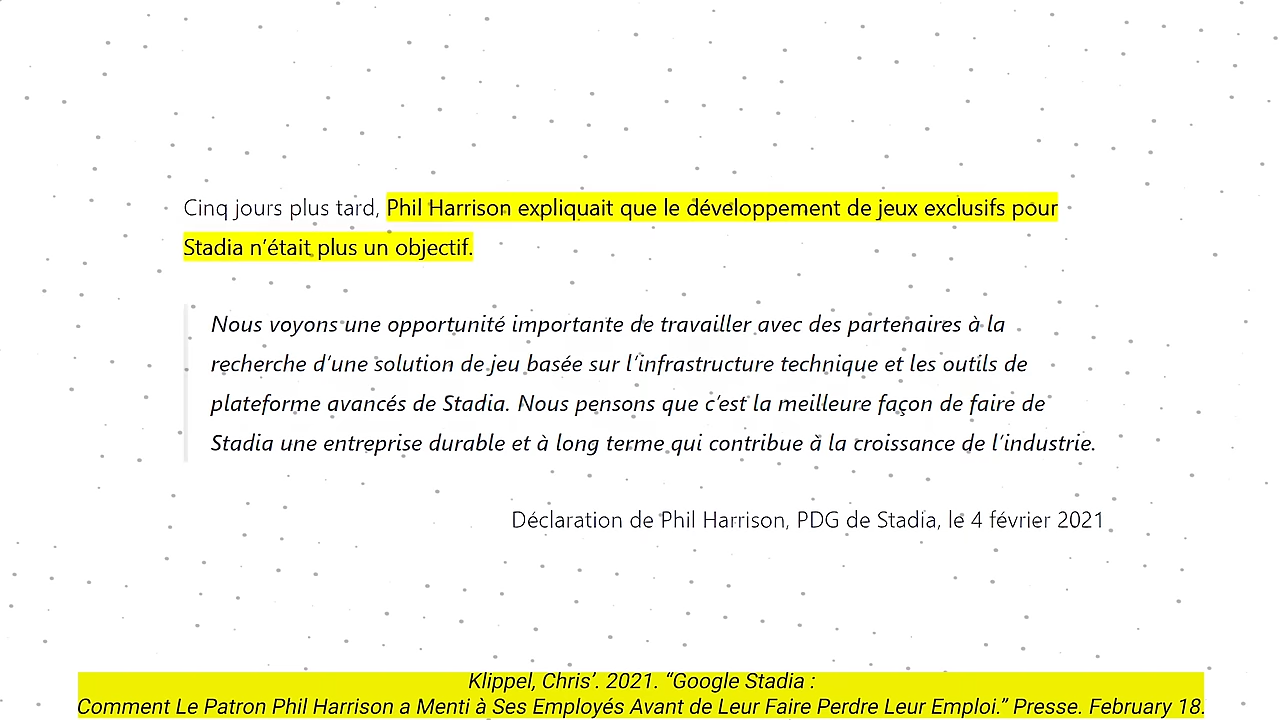 Cinq jours plus tard, Phil Harrison expliquait que le développement de jeux exclusifs pour
Stadia n’était plus un objectif.
Nous voyons une opportunité importante de travailler avec des partenaires à la
recherche d’une solution de jeu basée sur l’infrastructure technique et les outils de
plateforme avancés de Stadia. Nous pensons que c’est la meilleure façon de faire de
Stadia une entreprise durable et à long terme qui contribue à la croissance de l’industrie.
Déclaration de Phil Harrison, PDG de Stadia, le 4 février 2021
Klippel, Chris’. 2021. “Google Stadia :
Comment Le Patron Phil Harrison a Menti à Ses Employés Avant de Leur Faire Perdre Leur Emploi.” Presse. February 18.